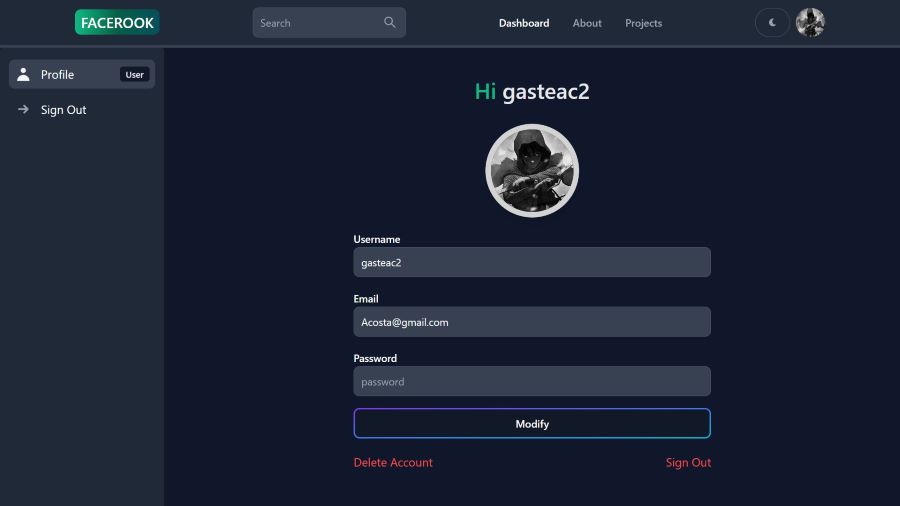 FACEROOK
Search
Dashboard About Projects
Profile User
Sign Out
Hi gasteac2
Username
gasteac2
Email
Acosta@gmail.com
Password
password
Modify
Delete Account Sign Out